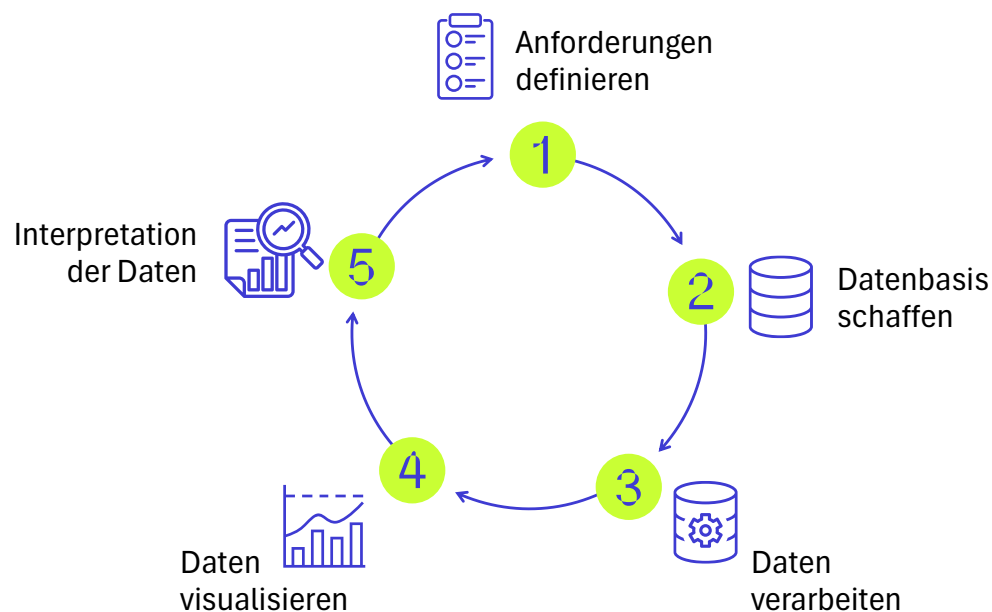 Anforderungen
definieren
1
2
Datenbasis
schaffen
3
Daten
verarbeiten
4
Daten
visualisieren
5
Interpretation
der Daten